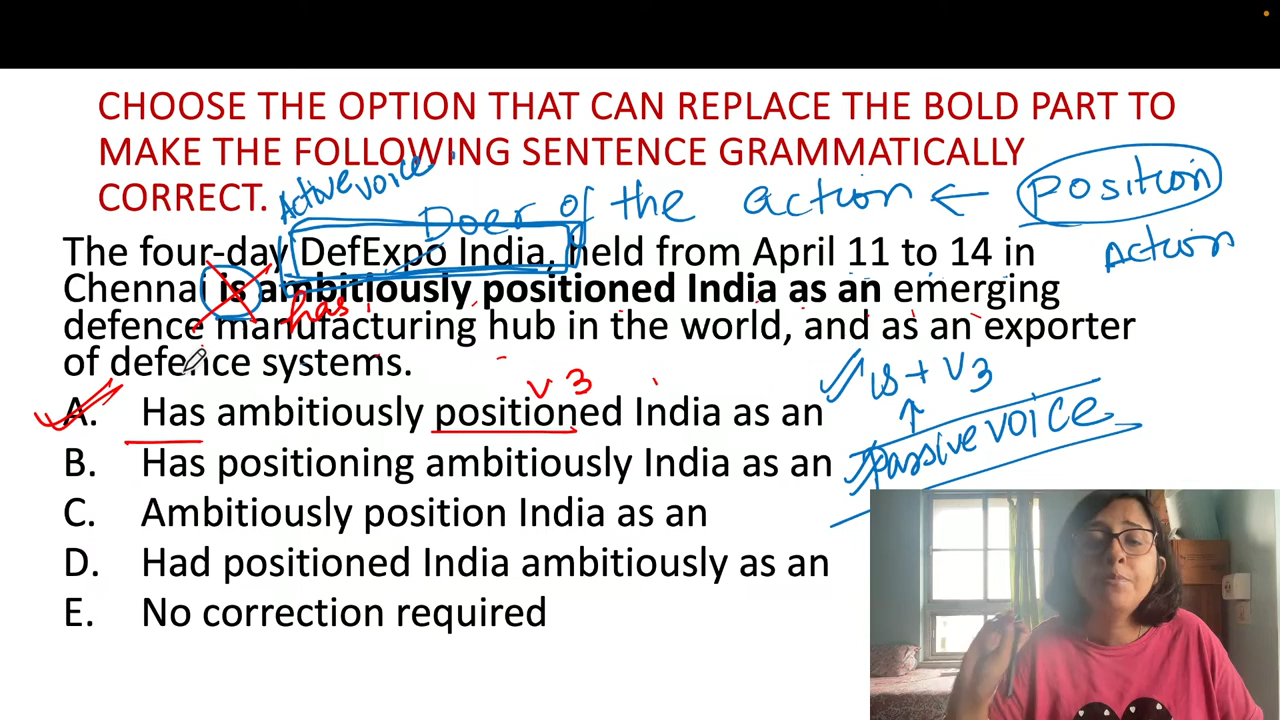 CHOOSE THE OPTION THAT CAN REPLACE THE BOLD PART TO
MAKE THE FOLLOWING SENTENCE GRAMMATICALLY
CORRECT.
Active voice.
Doer of the action ← position
Action
The four-day DefExpo India, held from April 11 to 14 in
Chennai is ambitiously positioned India as an emerging
has
defence manufacturing hub in the world, and as an exporter
of defence systems.
is + V3
passive voice
V3
A. Has ambitiously positioned India as an
B. Has positioning ambitiously India as an
C. Ambitiously position India as an
D. Had positioned India ambitiously as an
E. No correction required